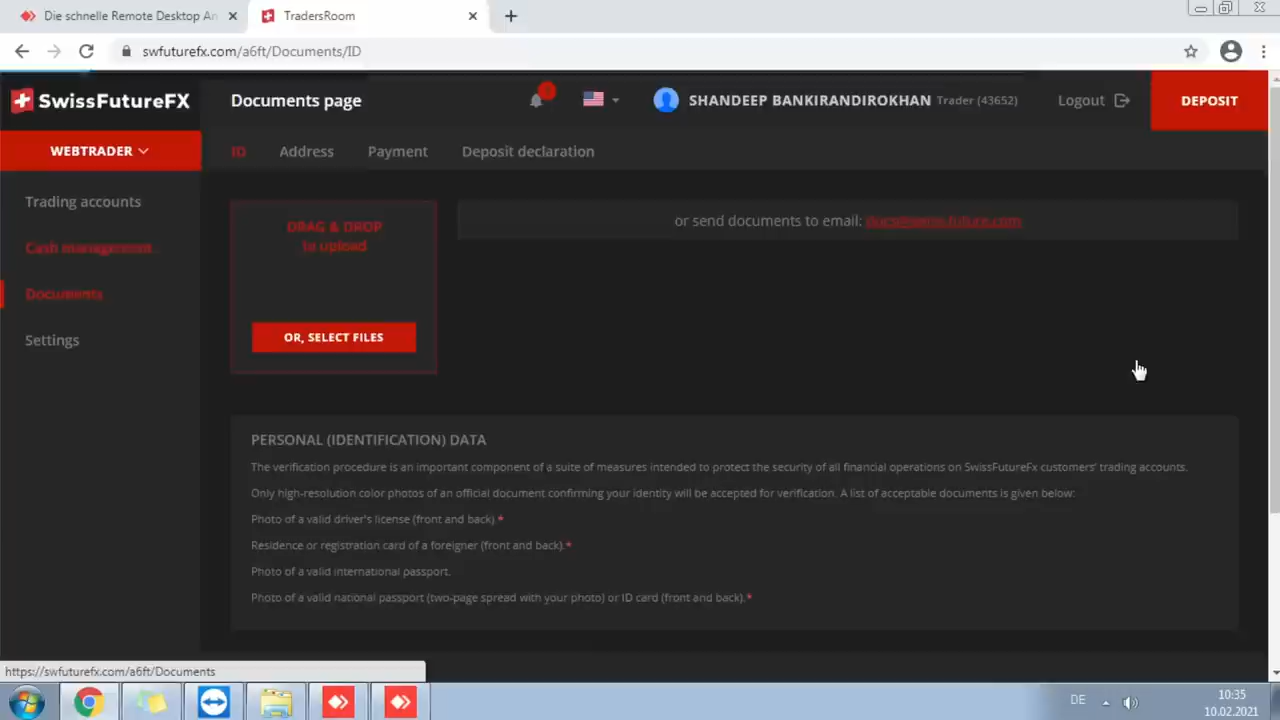 Die schnelle Remote Desktop An
TradersRoom
swfuturefx.com/a6ft/Documents/ID
SwissFutureFX
Documents page
SHANDEEP BANKIRANDIROKHAN Trader (43652)
Logout
DEPOSIT
WEBTRADER
ID
Address
Payment
Deposit declaration
Trading accounts
Cash management
Documents
Settings
DRAG & DROP
to upload
OR, SELECT FILES
or send documents to email:
PERSONAL (IDENTIFICATION) DATA
The verification procedure is an important component of a suite of measures intended to protect the security of all financial operations on SwissFutureFx customers' trading accounts.
Only high-resolution color photos of an official document confirming your identity will be accepted for verification. A list of acceptable documents is given below:
Photo of a valid driver's license (front and back) *
Residence or registration card of a foreigner (front and back).*
Photo of a valid international passport.
Photo of a valid national passport (two-page spread with your photo) or ID card (front and back).*
https://swfuturefx.com/a6ft/Documents
DE
10:35
10.02.2021